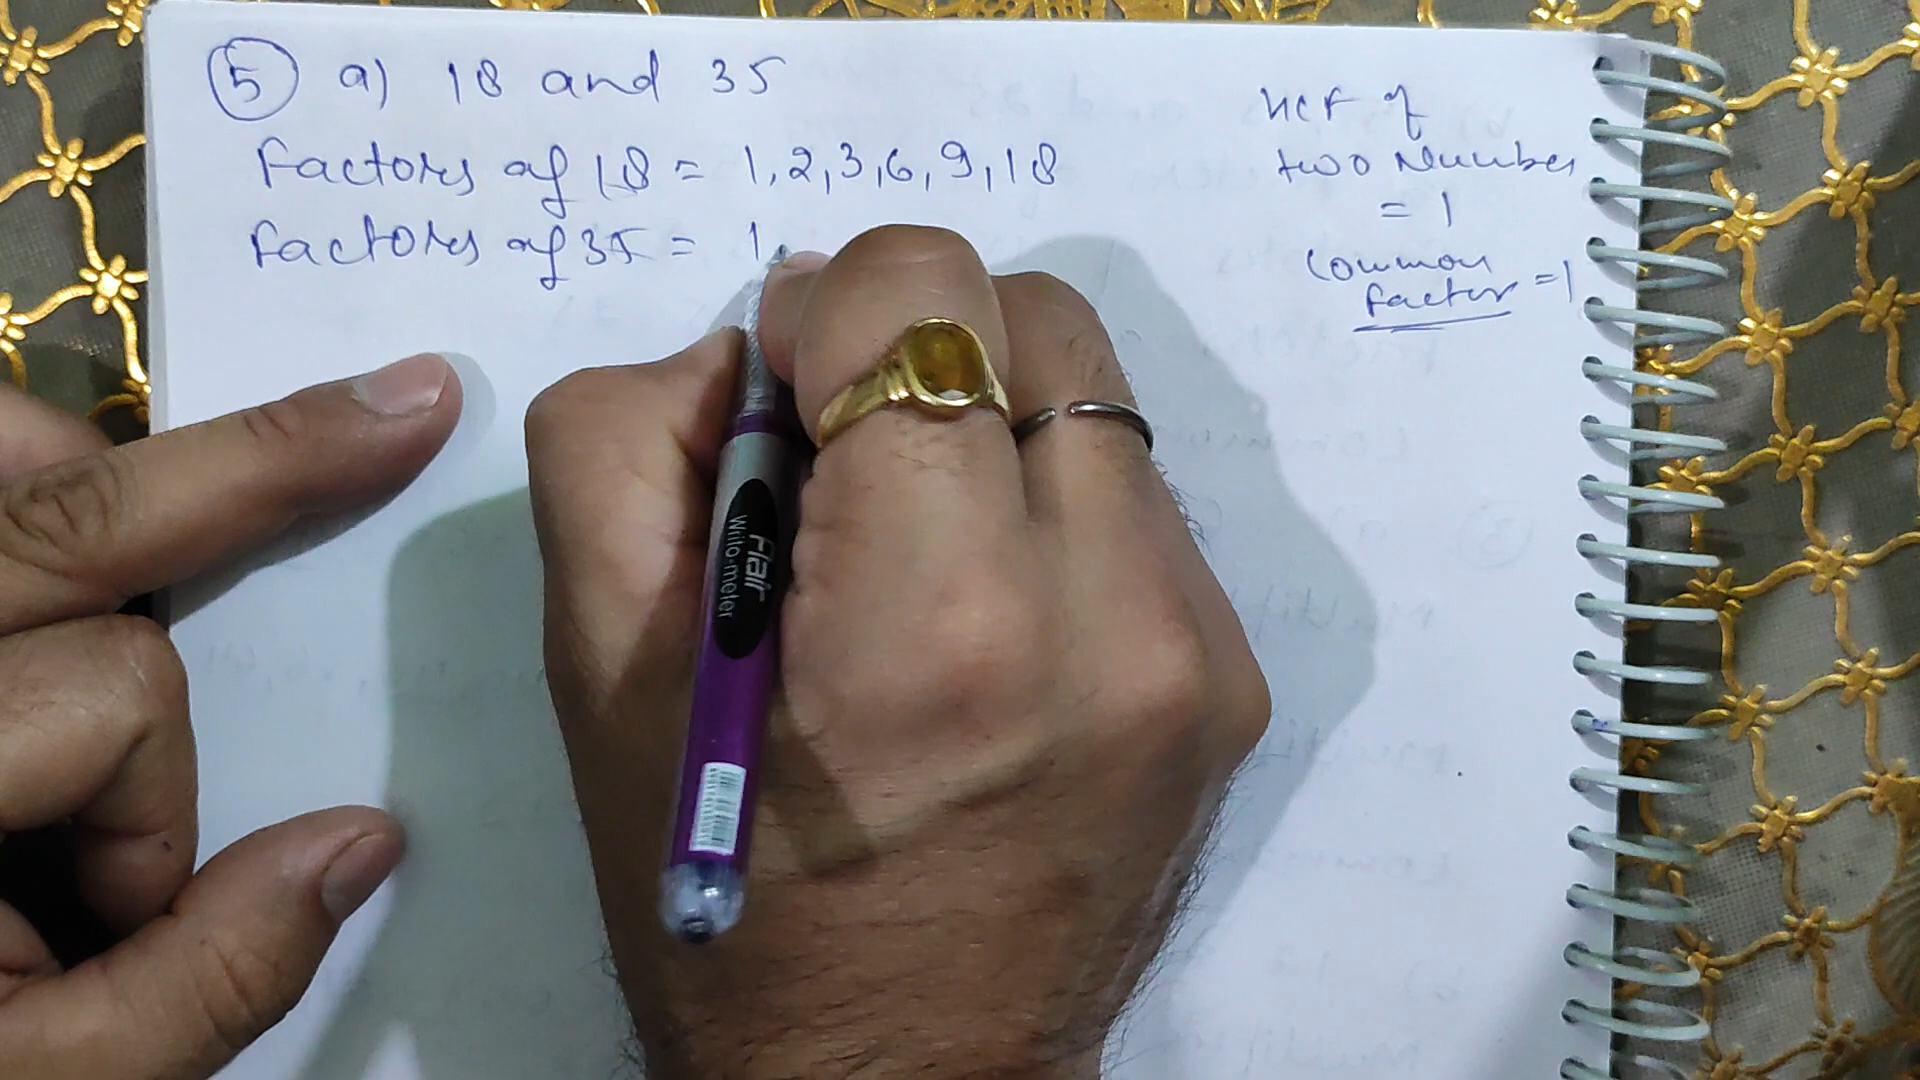 5 a) 18 and 35
Factors of 18 = 1, 2, 3, 6, 9, 18
Factors of 35 = 1,
HCF of
two Number
= 1
Common
factor = 1
Flair
Writo-meter